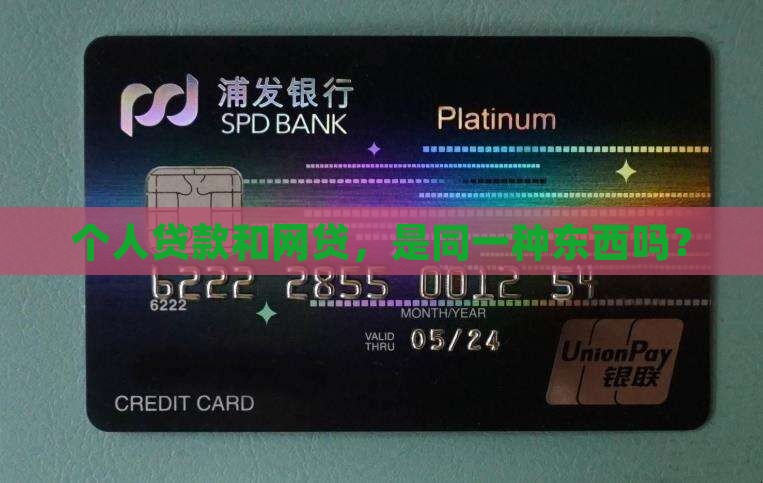 浦发银行
SPD BANK
Platinum
个人贷款和网贷，是同一种东西吗？
6222 2855 0012 54
6222
MONTH/YEAR
VALID THRU 05/24
UnionPay
银联
CREDIT CARD